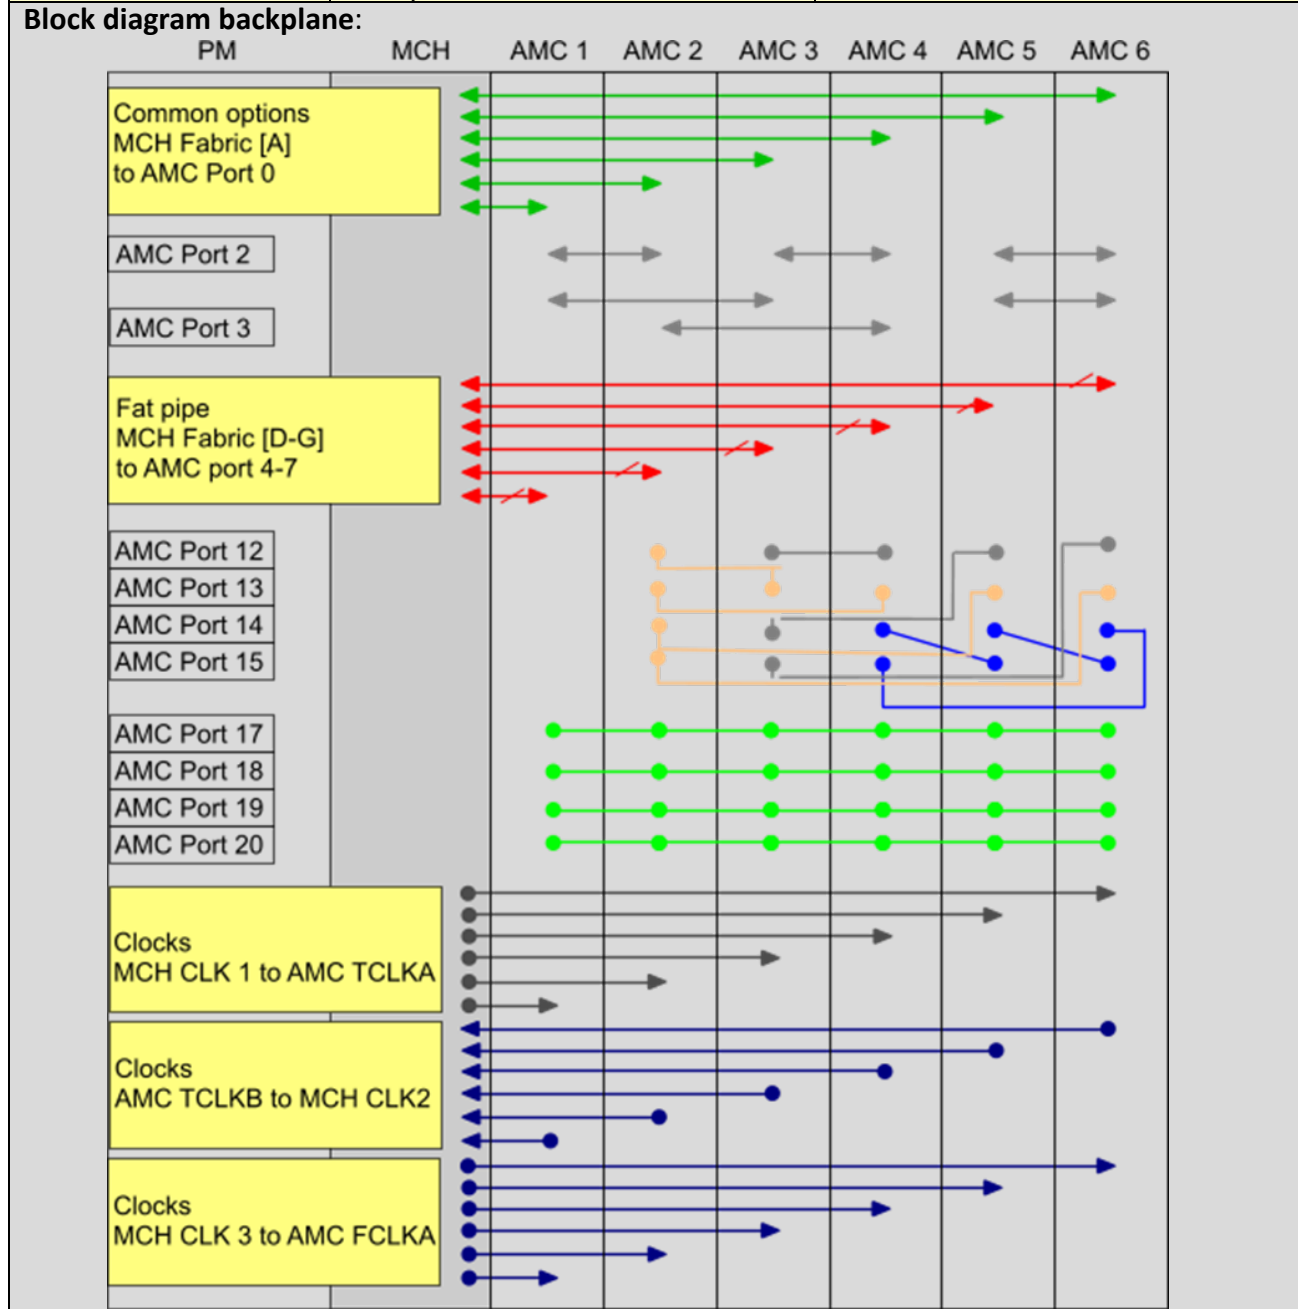 Block diagram backplane:
PM MCH AMC 1 AMC 2 AMC 3 AMC 4 AMC 5 AMC 6
Common options
MCH Fabric [A]
to AMC Port 0
AMC Port 2
AMC Port 3
Fat pipe
MCH Fabric [D-G]
to AMC port 4-7
AMC Port 12
AMC Port 13
AMC Port 14
AMC Port 15
AMC Port 17
AMC Port 18
AMC Port 19
AMC Port 20
Clocks
MCH CLK 1 to AMC TCLKA
Clocks
AMC TCLKB to MCH CLK2
Clocks
MCH CLK 3 to AMC FCLKA